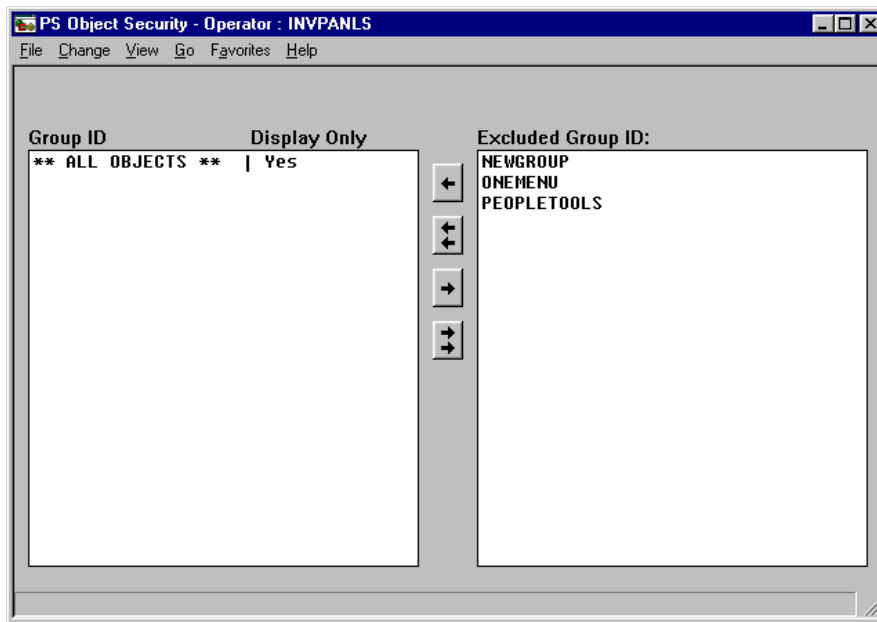 PS Object Security - Operator : INVPANLS
File Change View Go Favorites Help
Group ID Display Only
** ALL OBJECTS ** | Yes
Excluded Group ID:
NEWGROUP
ONEMENU
PEOPLETOOLS